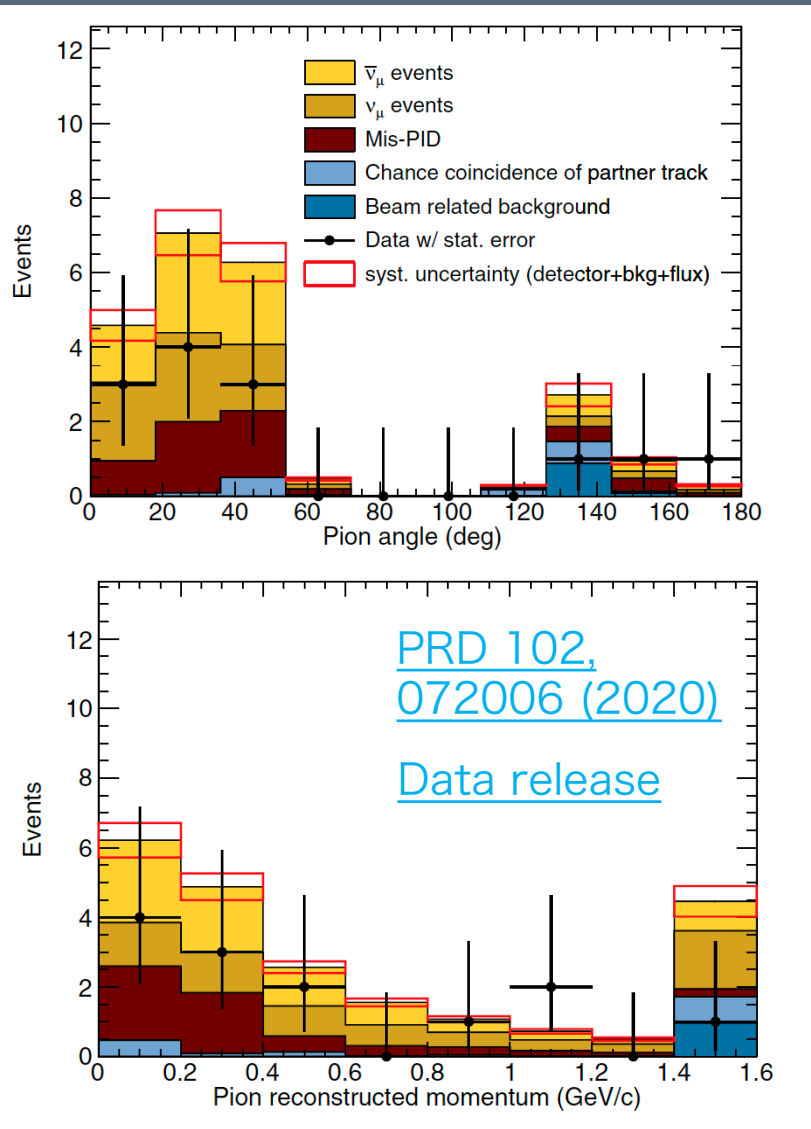 12
10
8
6
4
2
0
Events
ν̅μ events
νμ events
Mis-PID
Chance coincidence of partner track
Beam related background
Data w/ stat. error
syst. uncertainty (detector+bkg+flux)
0 20 40 60 80 100 120 140 160 180
Pion angle (deg)
PRD 102,
072006 (2020)
Data release
12
10
8
6
4
2
0
Events
0 0.2 0.4 0.6 0.8 1 1.2 1.4 1.6
Pion reconstructed momentum (GeV/c)